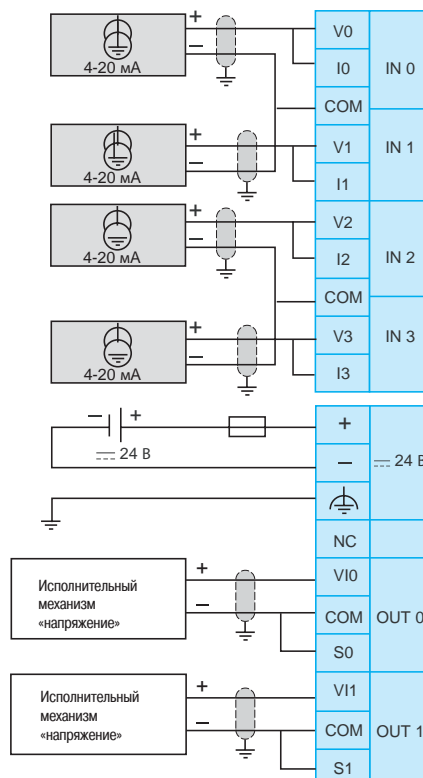 +
V0
−
I0
IN 0
4-20 мА
COM
+
V1
IN 1
−
I1
4-20 мА
+
V2
−
I2
IN 2
4-20 мА
COM
+
V3
IN 3
−
I3
4-20 мА
− +
+
24 В
−
24 В
NC
+
VI0
Исполнительный
механизм
«напряжение»
−
COM
OUT 0
S0
+
VI1
Исполнительный
механизм
«напряжение»
−
COM
OUT 1
S1